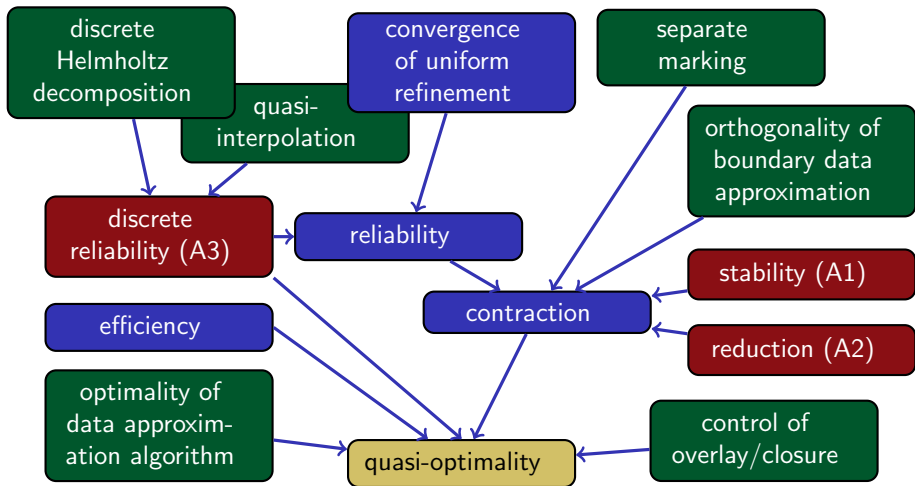 discrete
Helmholtz
decomposition
quasi-
interpolation
convergence
of uniform
refinement
separate
marking
orthogonality of
boundary data
approximation
discrete
reliability (A3)
reliability
stability (A1)
contraction
efficiency
reduction (A2)
optimality of
data approxim-
ation algorithm
quasi-optimality
control of
overlay/closure